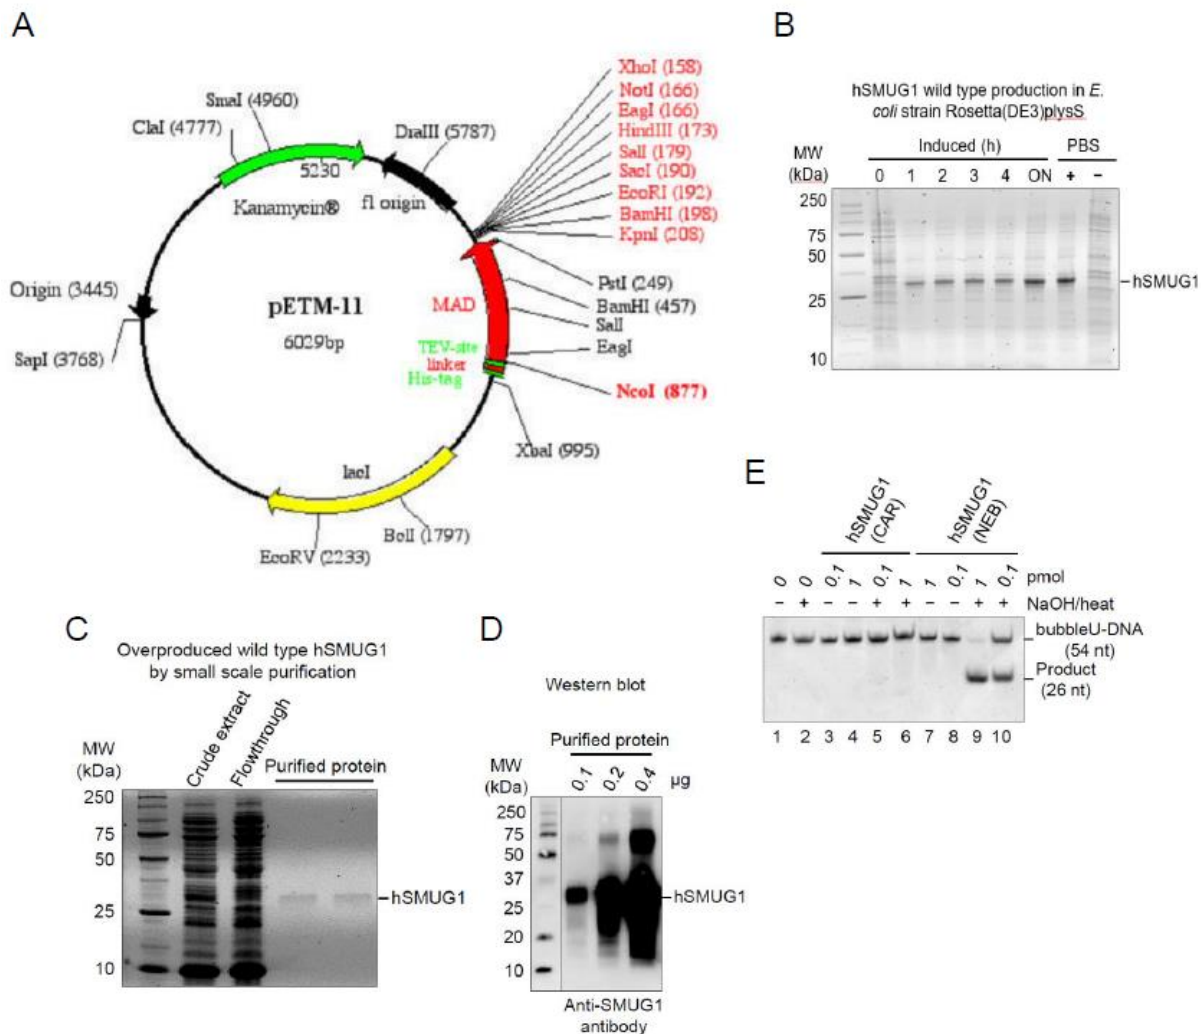 A
SmaI (4960)
ClaI (4777)
DraIII (5787)
5230
Kanamycin®
f1 origin
XhoI (158)
NotI (166)
EagI (166)
HindIII (173)
SalI (179)
SacI (190)
EcoRI (192)
BamHI (198)
KpnI (208)
PstI (249)
BamHI (457)
SalI
EagI
Origin (3445)
pETM-11
6029bp
MAD
SapI (3768)
TEV-site
linker
His-tag
NcoI (877)
XbaI (995)
lacI
BclI (1797)
EcoRV (2233)
B
hSMUG1 wild type production in E.
coli strain Rosetta(DE3)plysS
MW
(kDa)
Induced (h) PBS
0 1 2 3 4 ON + −
250
75
50
25
10
hSMUG1
C
Overproduced wild type hSMUG1
by small scale purification
MW
(kDa)
Crude extract
Flowthrough
Purified protein
250
75
50
25
10
hSMUG1
D
Western blot
Purified protein
MW
(kDa)
0.1 0.2 0.4 µg
250
75
50
37
25
20
10
hSMUG1
Anti-SMUG1
antibody
E
hSMUG1
(CAR)
hSMUG1
(NEB)
0 0 0.1 1 0.1 1 1 0.1 1 0.1 pmol
− + − − + + − − + + NaOH/heat
bubbleU-DNA
(54 nt)
Product
(26 nt)
1 2 3 4 5 6 7 8 9 10